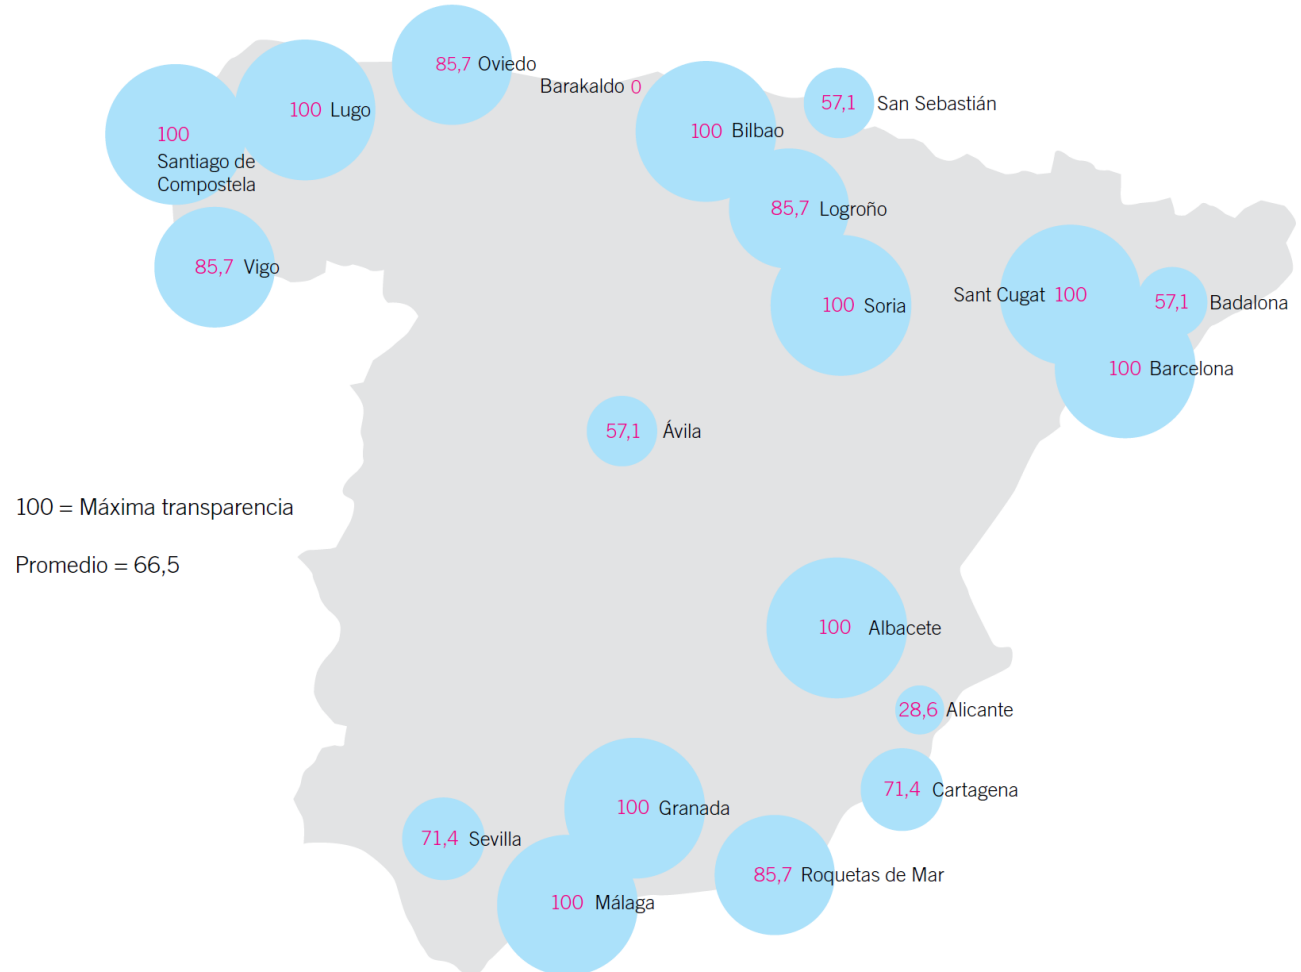 85,7 Oviedo
Barakaldo 0
57,1 San Sebastián
100 Lugo
100 Bilbao
100
Santiago de
Compostela
85,7 Logroño
85,7 Vigo
100 Soria
Sant Cugat 100
57,1 Badalona
100 Barcelona
57,1 Ávila
100 = Máxima transparencia
Promedio = 66,5
100 Albacete
28,6 Alicante
71,4 Cartagena
100 Granada
71,4 Sevilla
85,7 Roquetas de Mar
100 Málaga